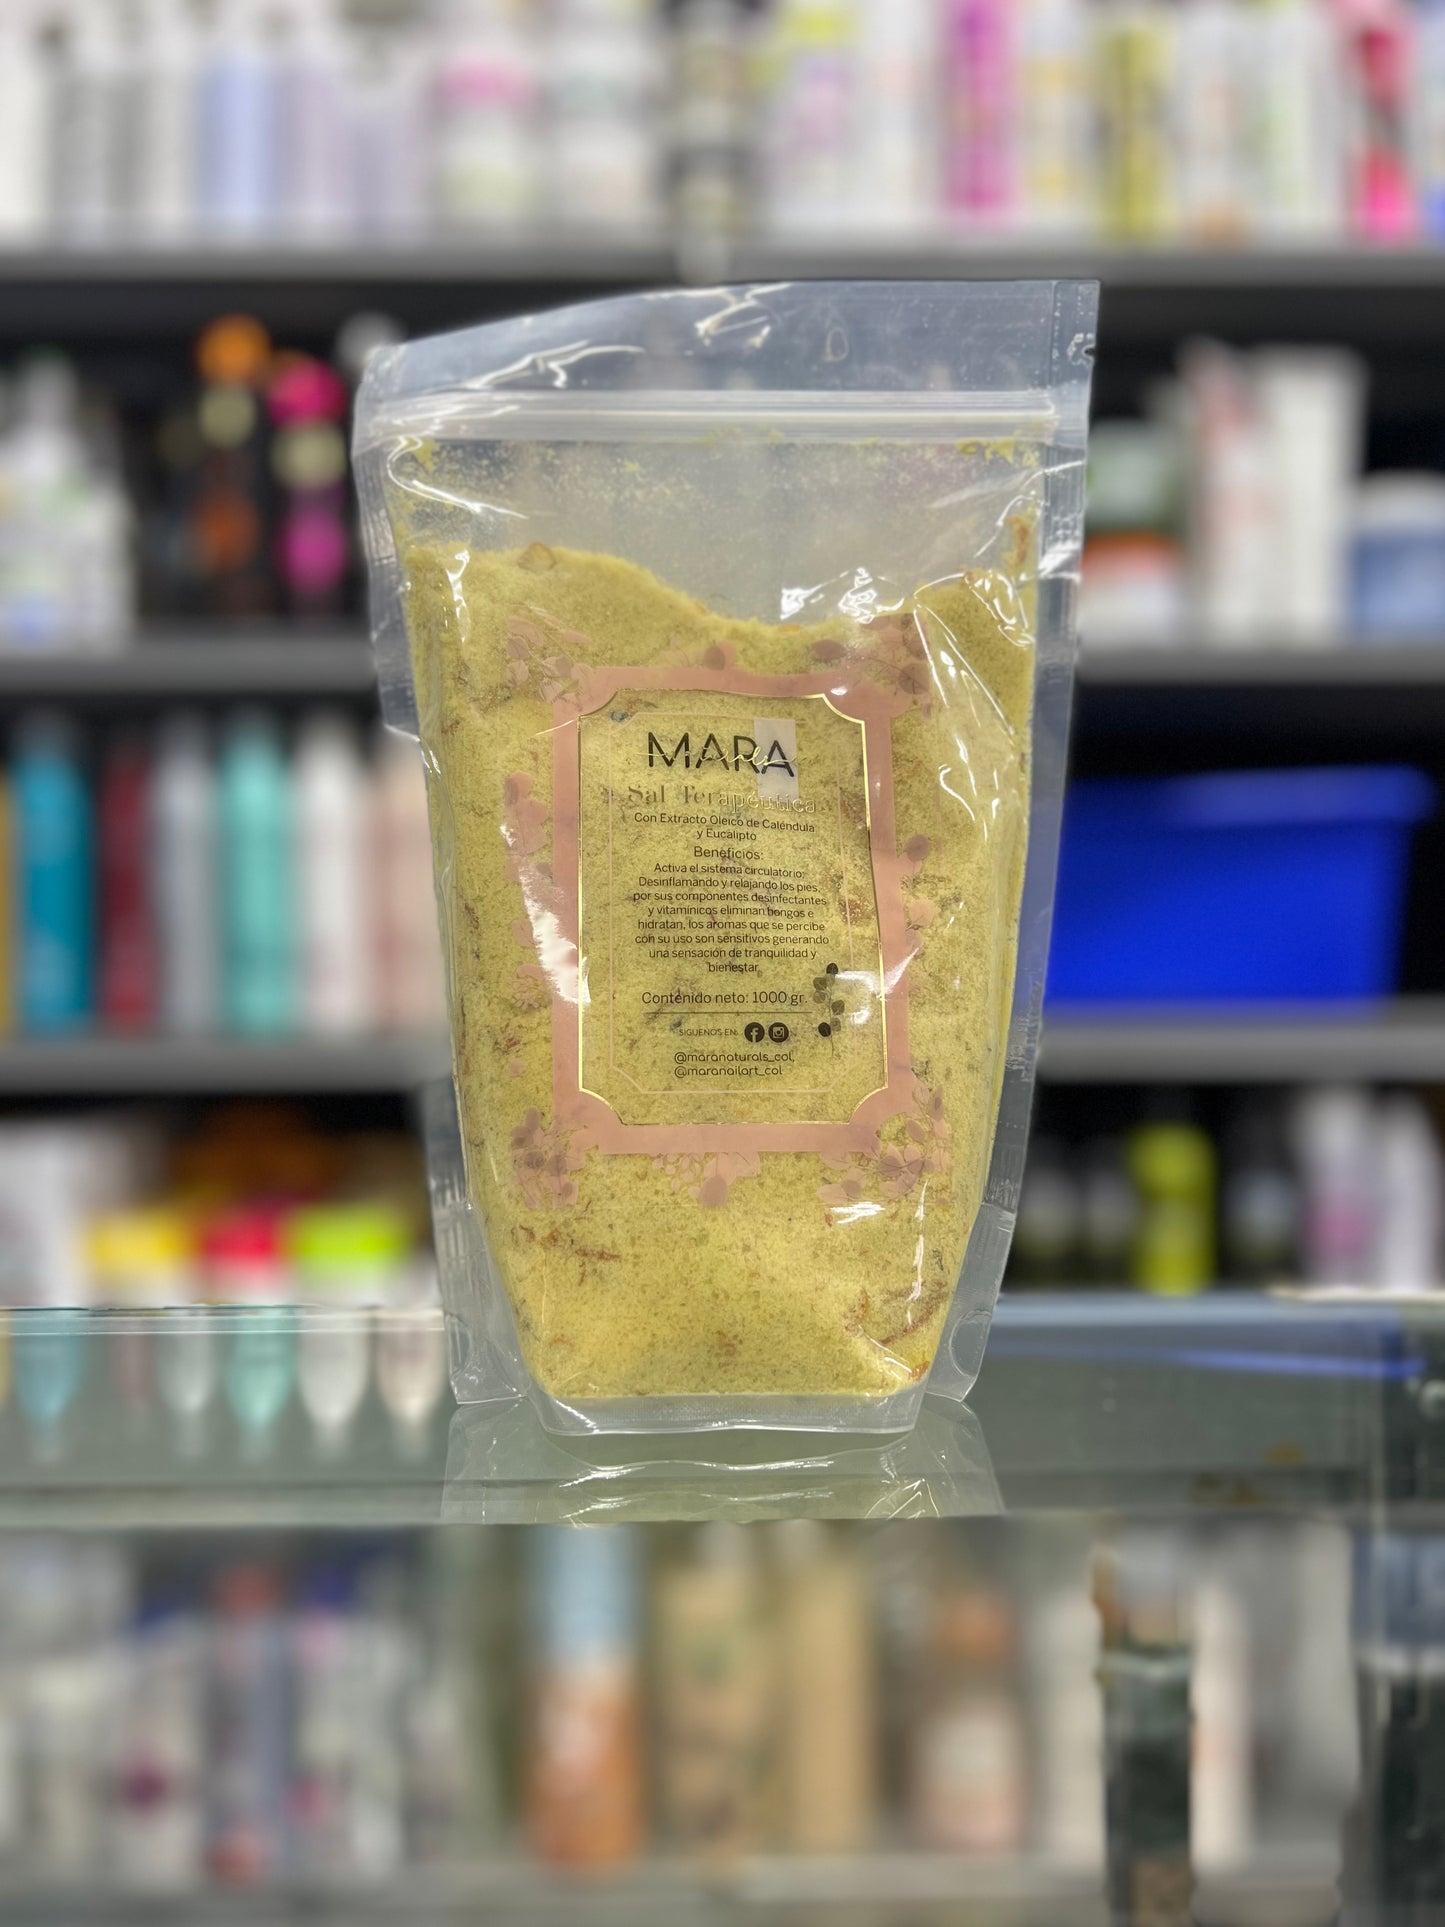 MARA
Sal Terapéutica
Con Extracto Oleico de Caléndula
y Eucalipto
Beneficios:
Activa el sistema circulatorio;
Desinflamando y relajando los pies,
por sus componentes desinfectantes
y vitamínicos eliminan hongos e
hidratan, los aromas que se percibe
con su uso son sensitivos generando
una sensación de tranquilidad y
bienestar.
Contenido neto: 1000 gr.
SIGUENOS EN:
@maranaturals_col,
@maranailart_col